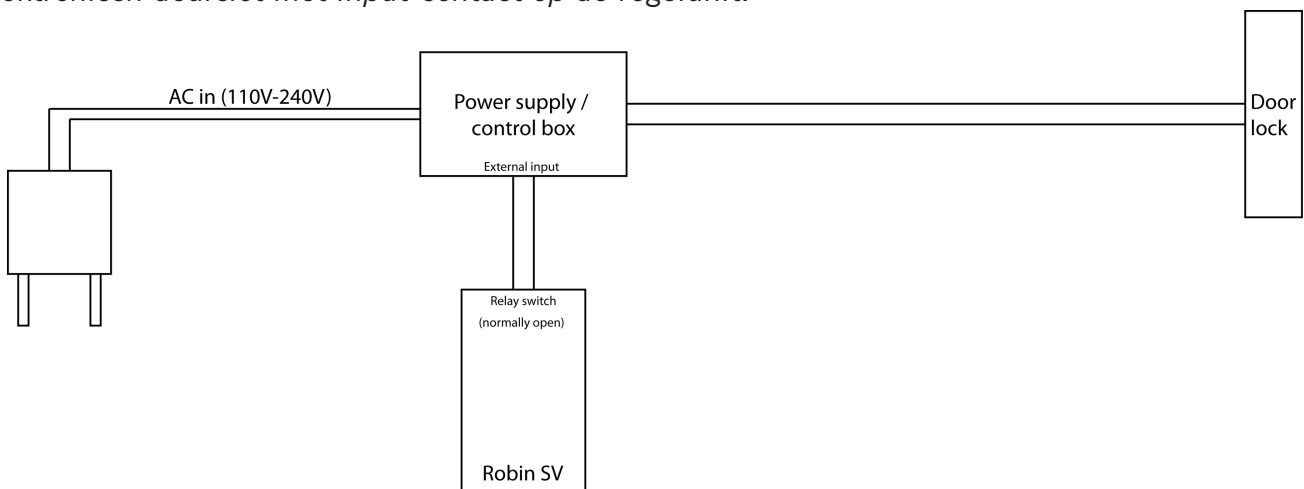 deurslot met input-contact op de regelunit.
AC in (110V-240V)
Power supply /
control box
External input
Door
lock
Relay switch
(normally open)
Robin SV